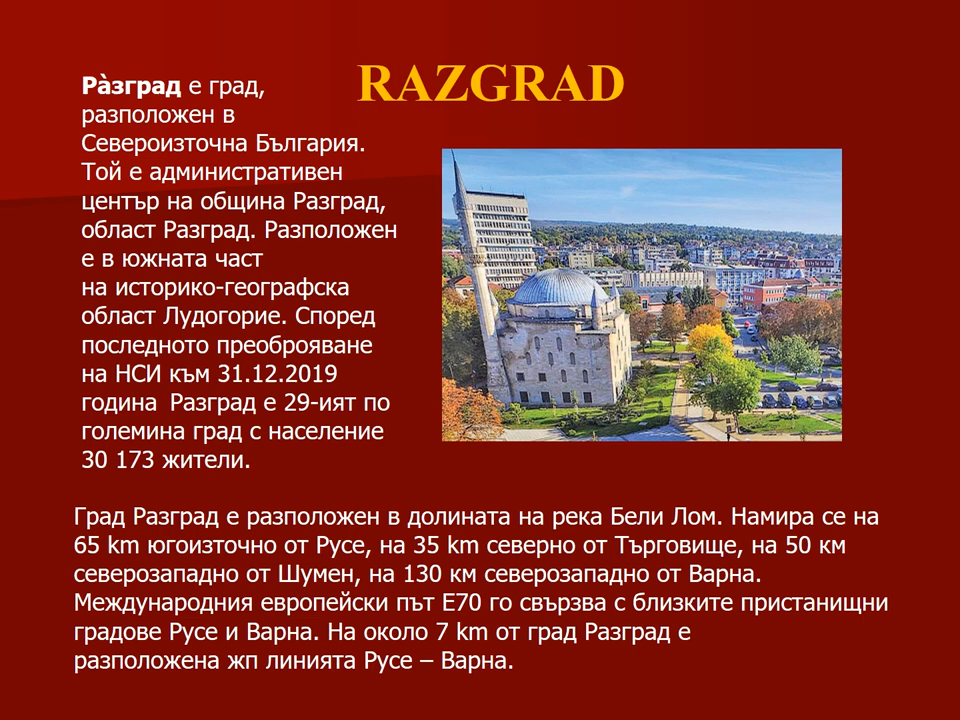 RAZGRAD
Ра̀зград е град,
разположен в
Североизточна България.
Той е административен
център на община Разград,
област Разград. Разположен
е в южната част
на историко-географска
област Лудогорие. Според
последното преоброяване
на НСИ към 31.12.2019
година Разград е 29-ият по
големина град с население
30 173 жители.
Град Разград е разположен в долината на река Бели Лом. Намира се на
65 km югоизточно от Русе, на 35 km северно от Търговище, на 50 км
северозападно от Шумен, на 130 км северозападно от Варна.
Международния европейски път Е70 го свързва с близките пристанищни
градове Русе и Варна. На около 7 km от град Разград е
разположена жп линията Русе – Варна.